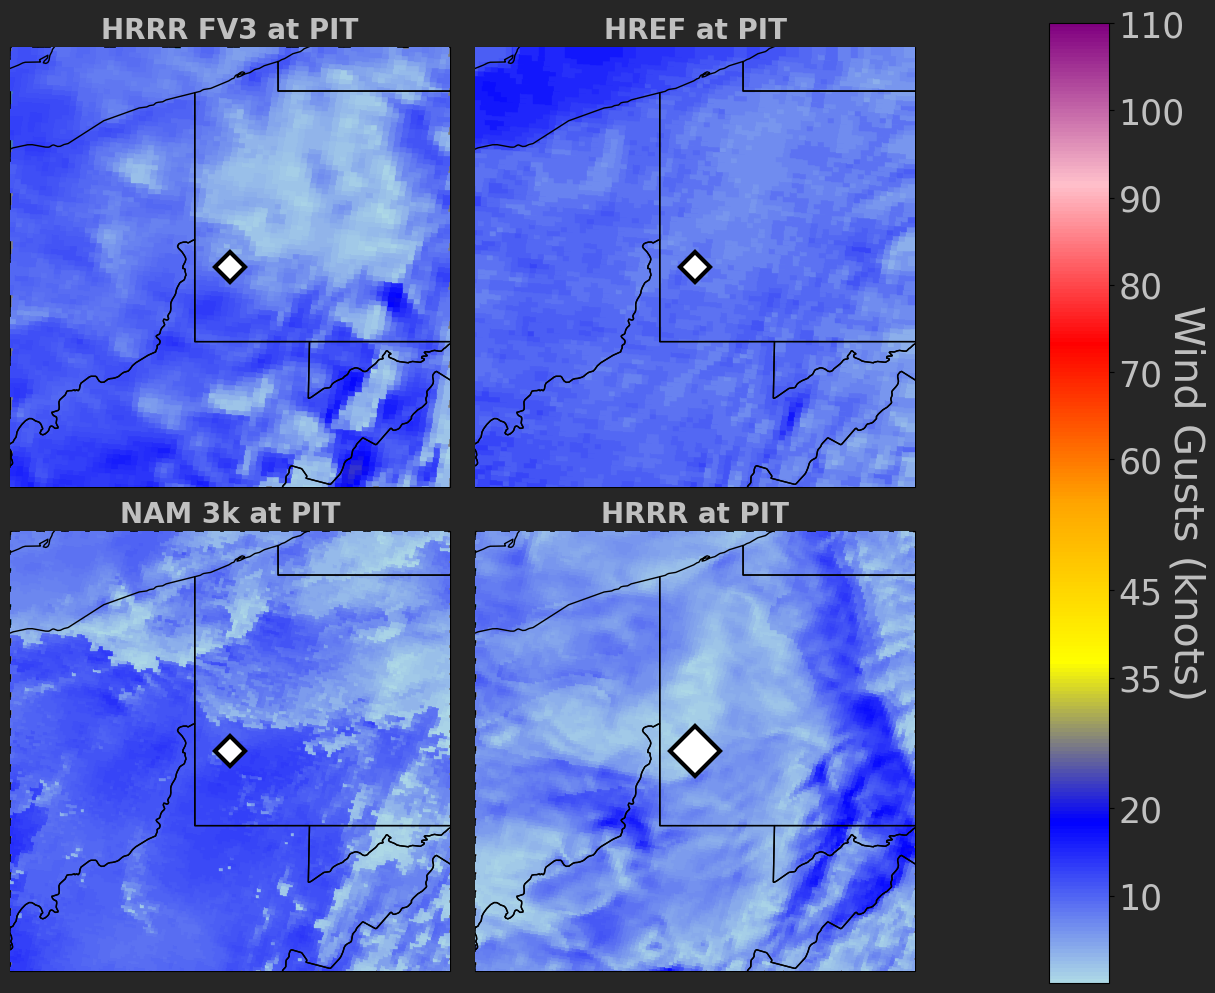 HRRR FV3 at PIT
HREF at PIT
NAM 3k at PIT
HRRR at PIT
110
100
90
80
70
60
45
35
20
10
Wind Gusts (knots)